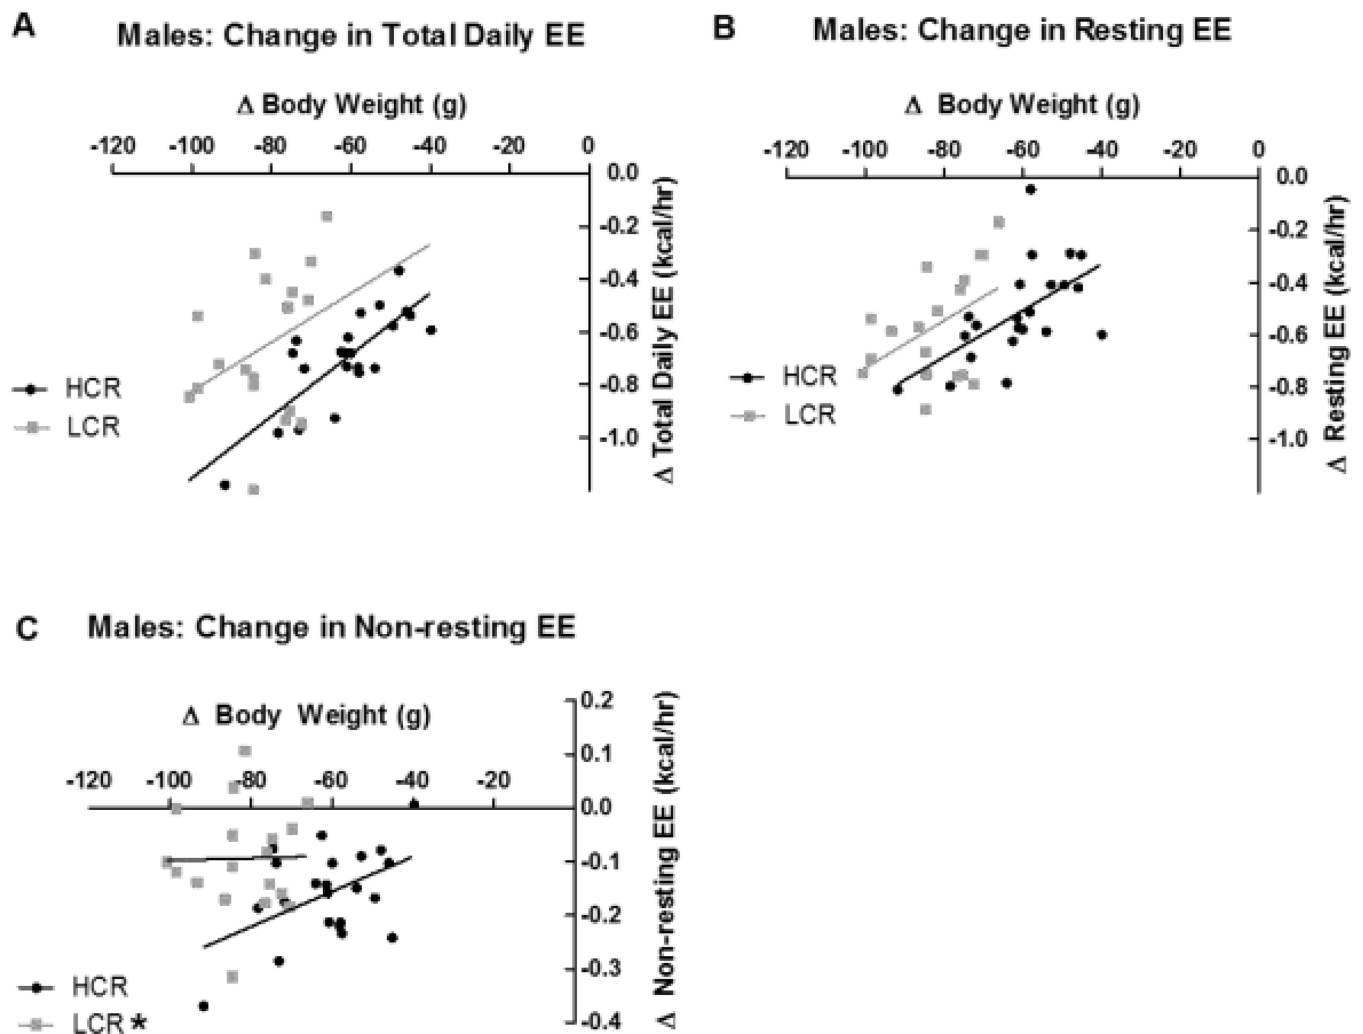 A
Males: Change in Total Daily EE
Δ Body Weight (g)
-120 -100 -80 -60 -40 -20 0
0.0
-0.2
-0.4
-0.6
-0.8
-1.0
Δ Total Daily EE (kcal/hr)
HCR
LCR
B
Males: Change in Resting EE
Δ Body Weight (g)
-120 -100 -80 -60 -40 -20 0
0.0
-0.2
-0.4
-0.6
-0.8
-1.0
Δ Resting EE (kcal/hr)
HCR
LCR
C
Males: Change in Non-resting EE
Δ Body Weight (g)
-120 -100 -80 -60 -40 -20
0.2
0.1
0.0
-0.1
-0.2
-0.3
-0.4
Δ Non-resting EE (kcal/hr)
HCR
LCR *